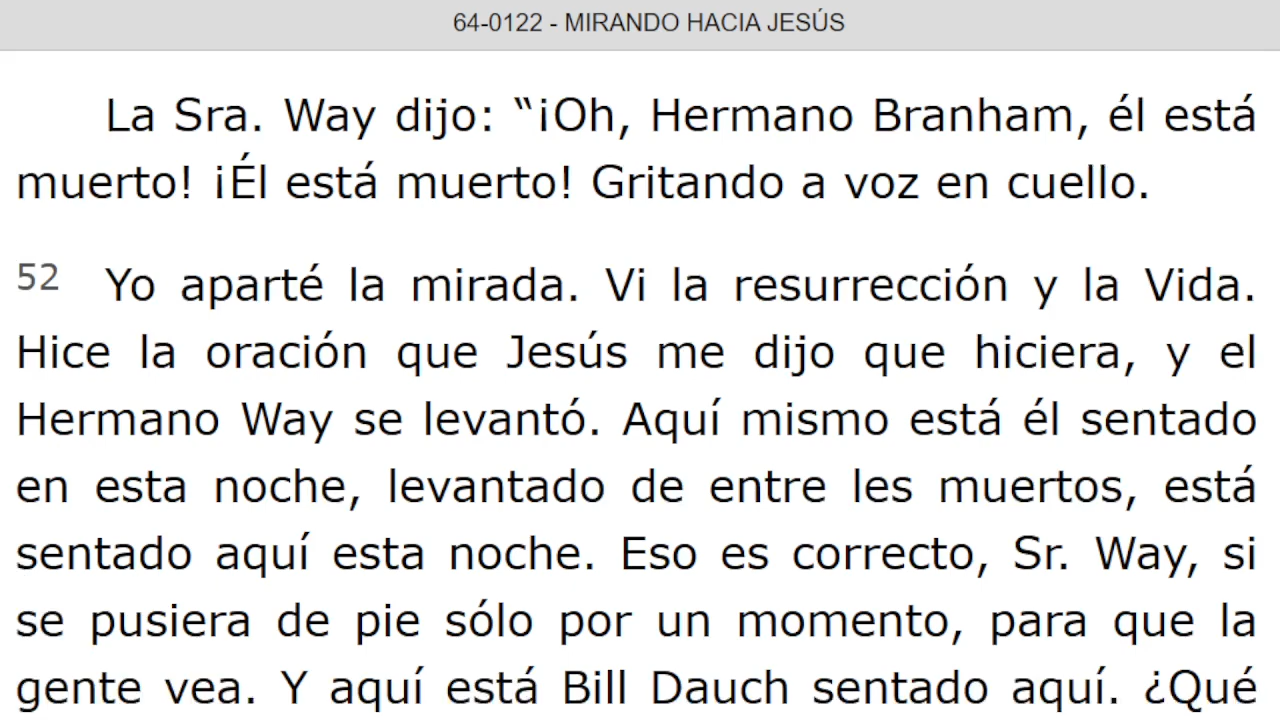 64-0122 - MIRANDO HACIA JESÚS
La Sra. Way dijo: “¡Oh, Hermano Branham, él está
muerto! ¡Él está muerto! Gritando a voz en cuello.
52 Yo aparté la mirada. Vi la resurrección y la Vida.
Hice la oración que Jesús me dijo que hiciera, y el
Hermano Way se levantó. Aquí mismo está él sentado
en esta noche, levantado de entre les muertos, está
sentado aquí esta noche. Eso es correcto, Sr. Way, si
se pusiera de pie sólo por un momento, para que la
gente vea. Y aquí está Bill Dauch sentado aquí. ¿Qué